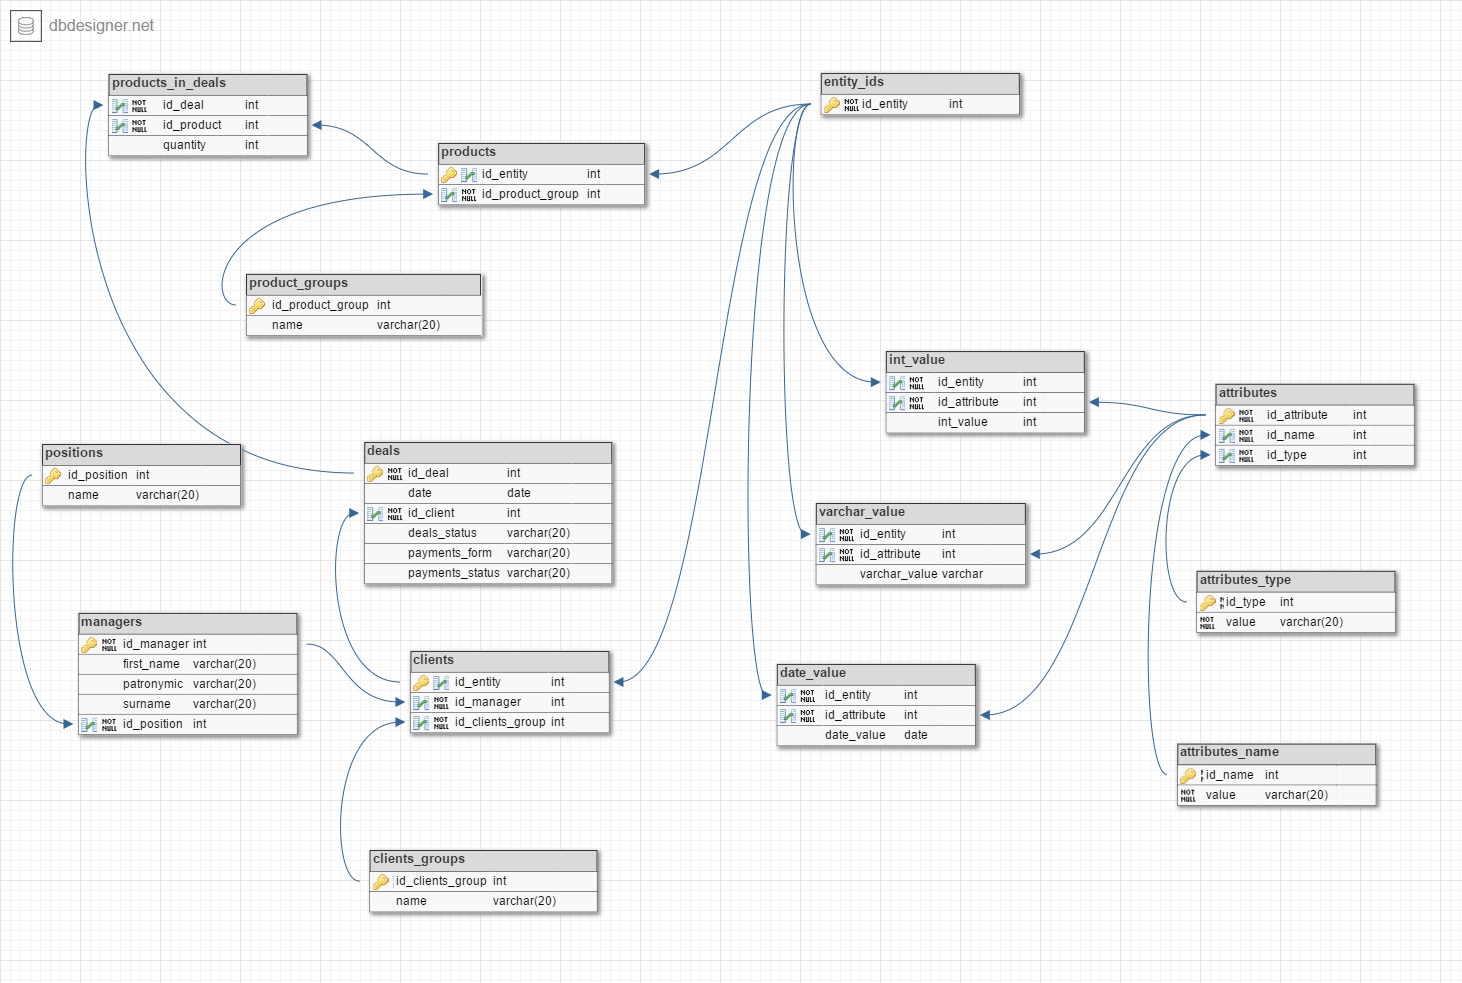 dbdesigner.net
products_in_deals
NOT NULL id_deal int
NOT NULL id_product int
quantity int
entity_ids
NOT NULL id_entity int
products
id_entity int
NOT NULL id_product_group int
product_groups
id_product_group int
name varchar(20)
int_value
NOT NULL id_entity int
NOT NULL id_attribute int
int_value int
attributes
NOT NULL id_attribute int
NOT NULL id_name int
NOT NULL id_type int
positions
id_position int
name varchar(20)
deals
NOT NULL id_deal int
date date
NOT NULL id_client int
deals_status varchar(20)
payments_form varchar(20)
payments_status varchar(20)
varchar_value
NOT NULL id_entity int
NOT NULL id_attribute int
varchar_value varchar
attributes_type
id_type int
NOT NULL value varchar(20)
managers
NOT NULL id_manager int
first_name varchar(20)
patronymic varchar(20)
surname varchar(20)
NOT NULL id_position int
clients
id_entity int
NOT NULL id_manager int
NOT NULL id_clients_group int
date_value
NOT NULL id_entity int
NOT NULL id_attribute int
date_value date
attributes_name
id_name int
NOT NULL value varchar(20)
clients_groups
id_clients_group int
name varchar(20)